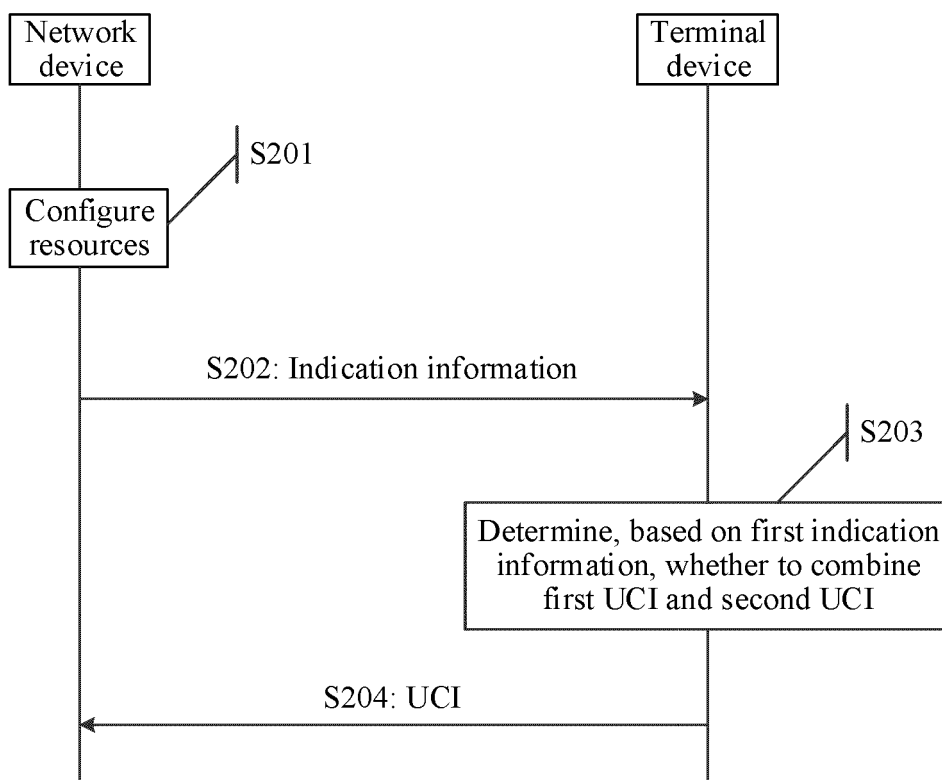 Network
device
Terminal
device
S201
Configure
resources
S202: Indication information
S203
Determine, based on first indication
information, whether to combine
first UCI and second UCI
S204: UCI